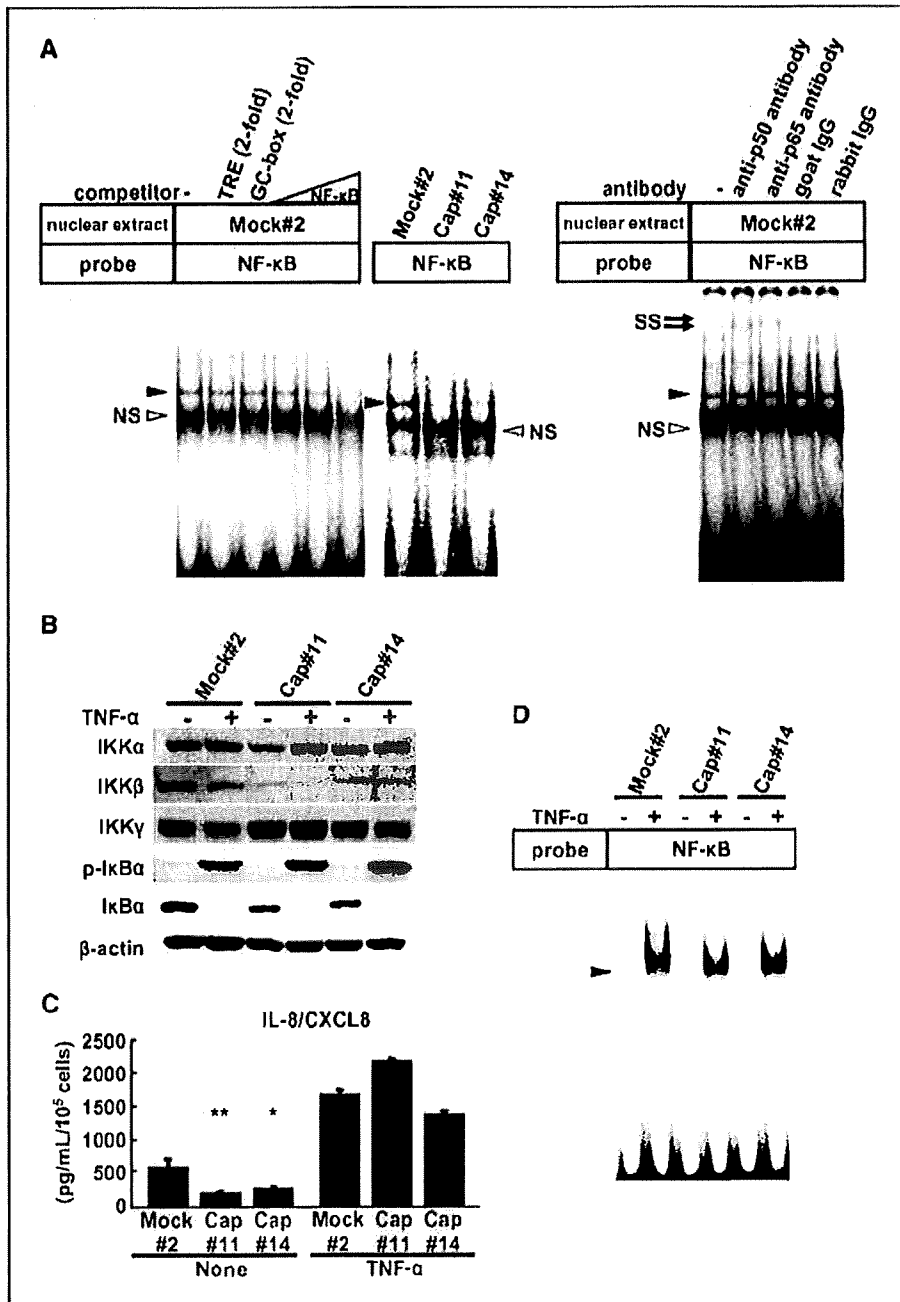 A
competitor - TRE (2-fold) GC-box (2-fold) NF-κB
nuclear extract Mock#2
probe NF-κB
NS
Mock#2 Cap#11 Cap#14
NF-κB
NS
antibody - anti-p50 antibody anti-p65 antibody goat IgG rabbit IgG
nuclear extract Mock#2
probe NF-κB
SS
NS
B
Mock#2 Cap#11 Cap#14
TNF-α - + - + - +
IKKα
IKKβ
IKKγ
p-IκBα
IκBα
β-actin
C
IL-8/CXCL8
(pg/mL/10⁵ cells)
2500
2000
1500
1000
500
0
** *
Mock #2 Cap #11 Cap #14 Mock #2 Cap #11 Cap #14
None TNF-α
D
Mock#2 Cap#11 Cap#14
TNF-α - + - + - +
probe NF-κB